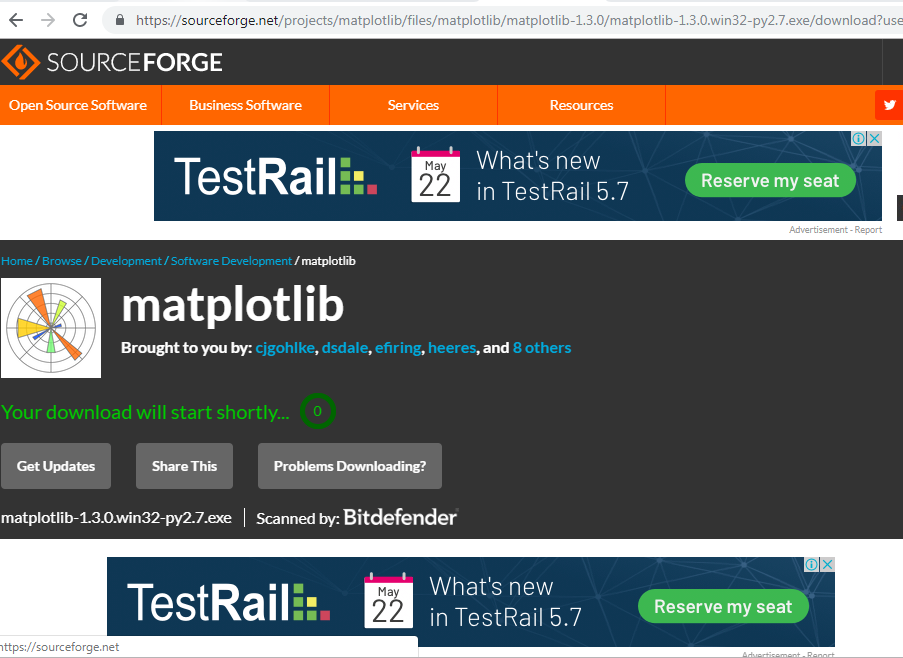 https://sourceforge.net/projects/matplotlib/files/matplotlib/matplotlib-1.3.0/matplotlib-1.3.0.win32-py2.7.exe/download?use
SOURCEFORGE
Open Source Software Business Software Services Resources
TestRail May 22 What's new in TestRail 5.7 Reserve my seat
Advertisement - Report
Home / Browse / Development / Software Development / matplotlib
matplotlib
Brought to you by: cjgohlke, dsdale, efiring, heeres, and 8 others
Your download will start shortly... 0
Get Updates Share This Problems Downloading?
matplotlib-1.3.0.win32-py2.7.exe Scanned by: Bitdefender
TestRail May 22 What's new in TestRail 5.7 Reserve my seat
https://sourceforge.net
Advertisement - Report